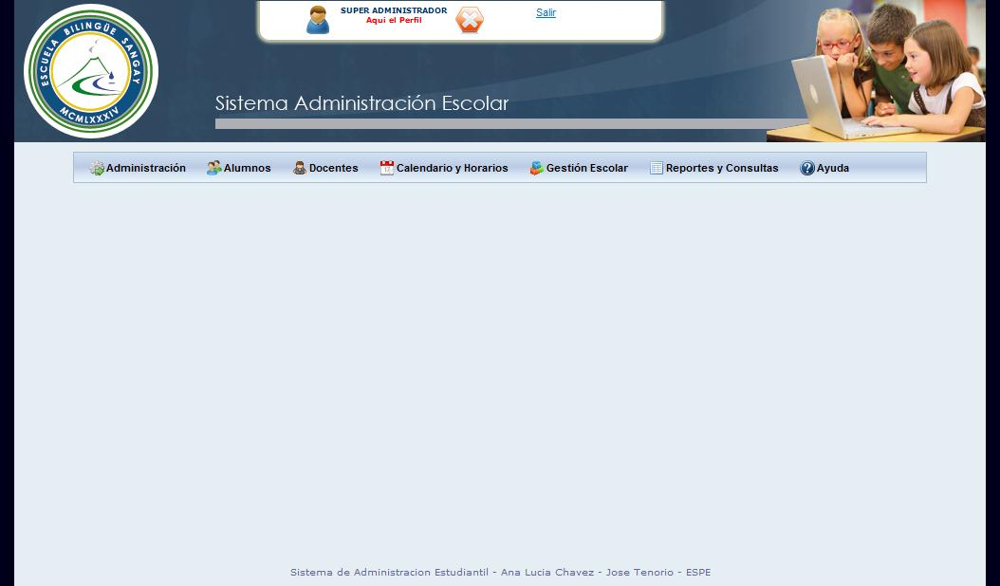 ESCUELA BILINGÜE SANGAY
MCMLXXXIV
SUPER ADMINISTRADOR
Aqui el Perfil
Salir
Sistema Administración Escolar
Administración Alumnos Docentes Calendario y Horarios Gestión Escolar Reportes y Consultas Ayuda
Sistema de Administracion Estudiantil - Ana Lucia Chavez - Jose Tenorio - ESPE